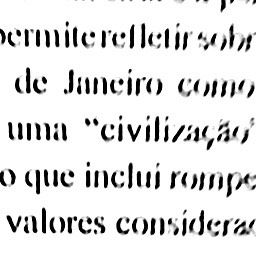 permite refletir sobr
de Janeiro como
uma "civilização
o que inclui rompe
valores considera